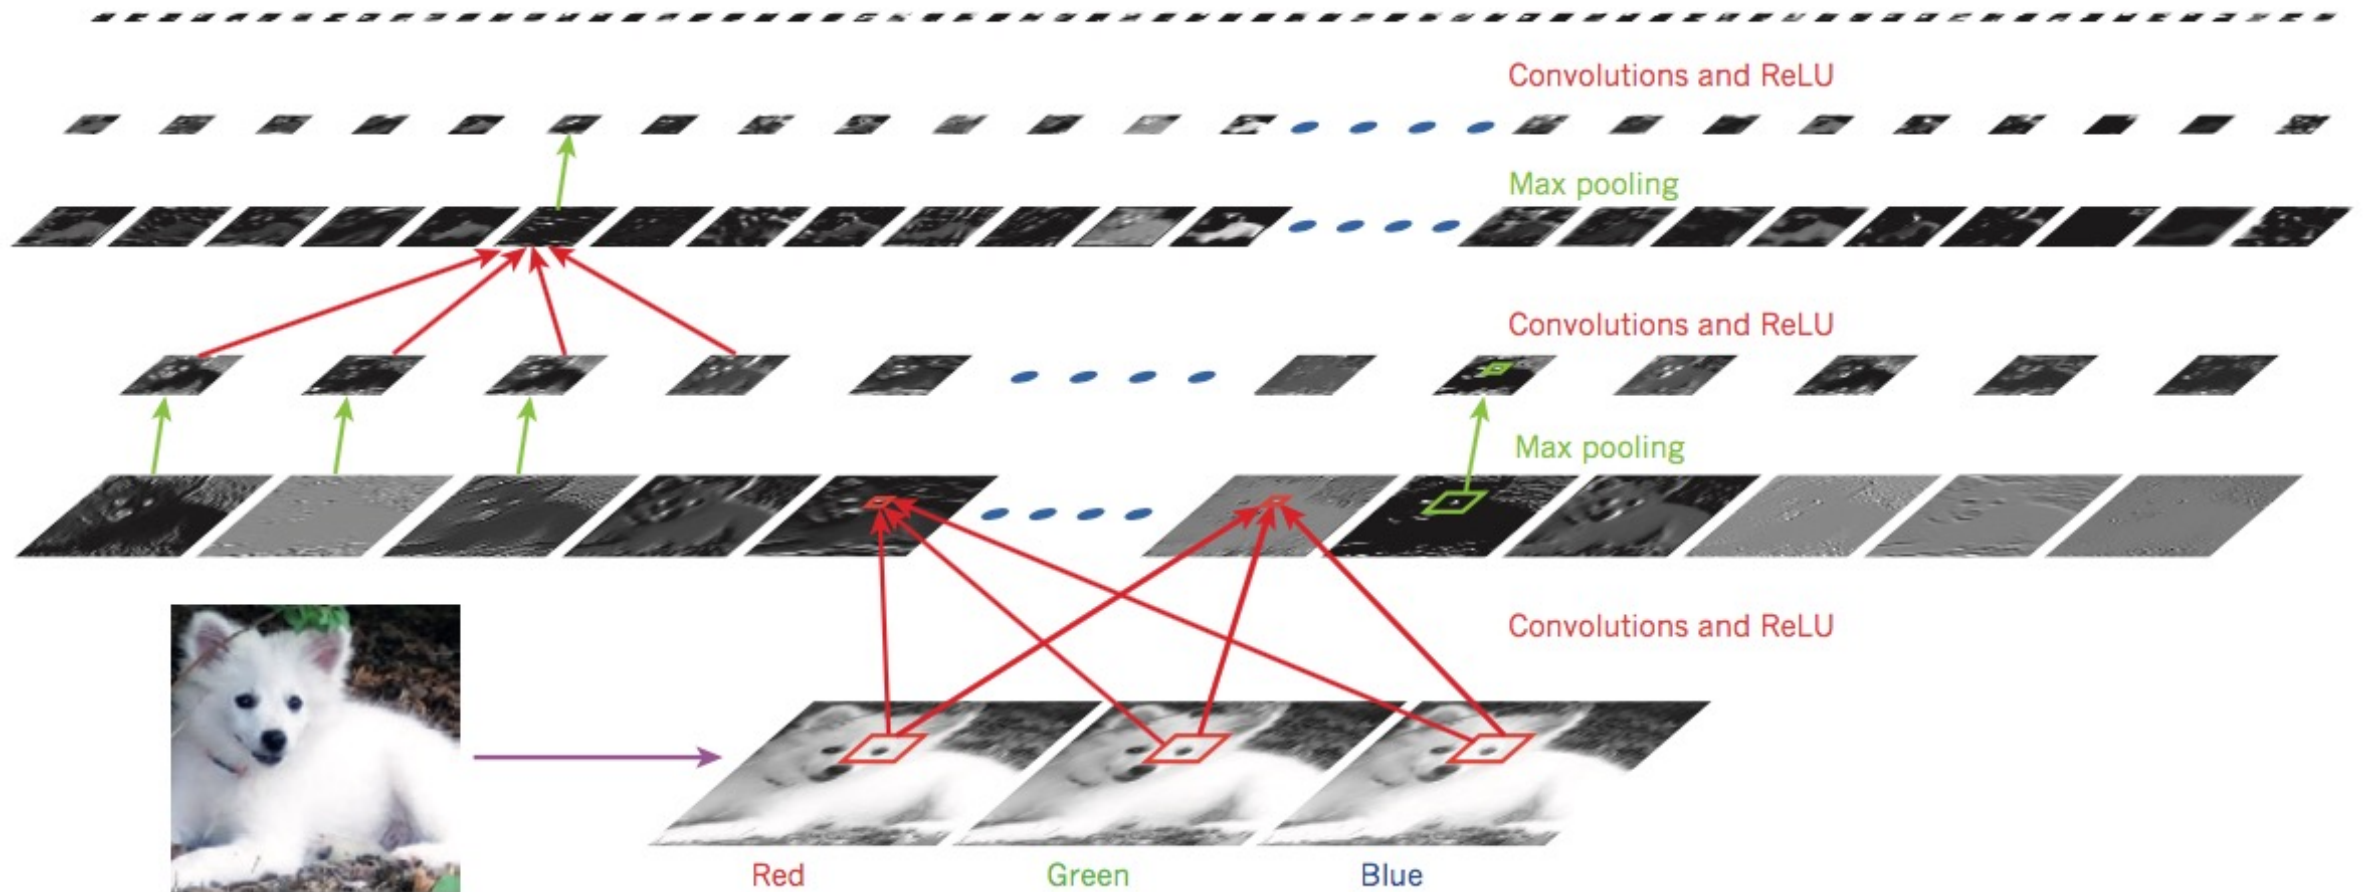 Convolutions and ReLU
Max pooling
Convolutions and ReLU
Max pooling
Convolutions and ReLU
Red
Green
Blue